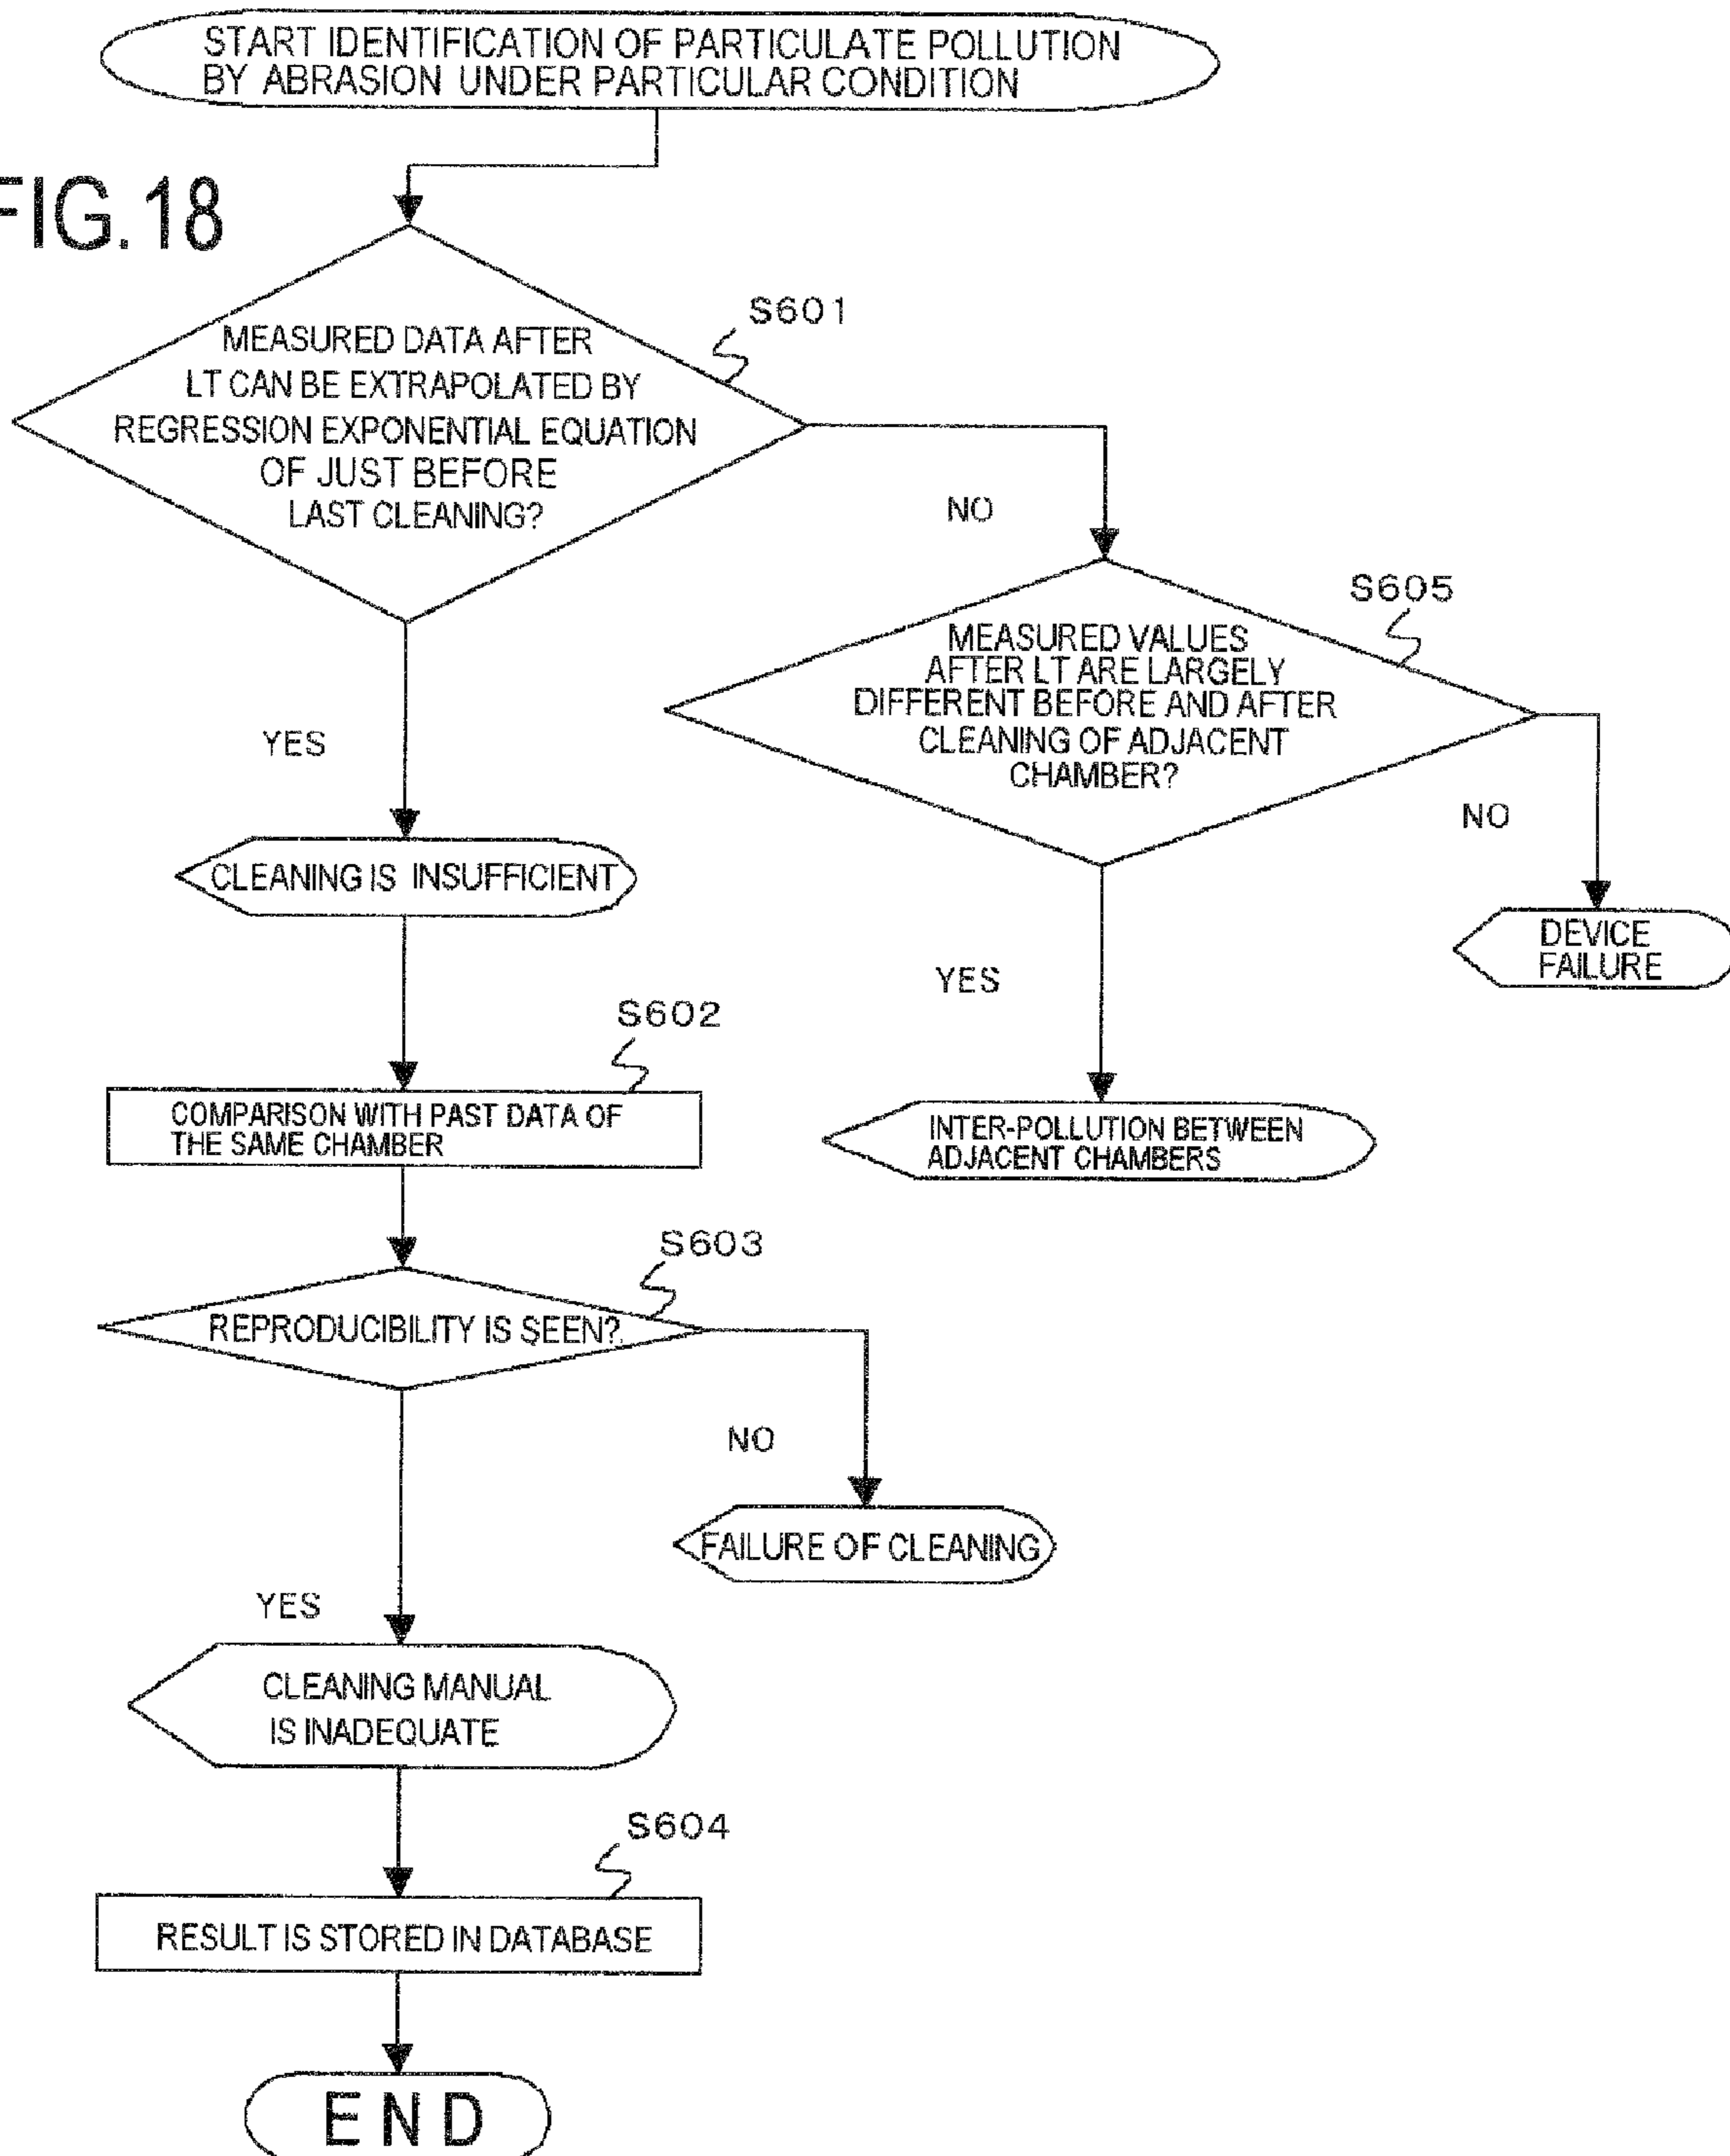 START IDENTIFICATION OF PARTICULATE POLLUTION
BY ABRASION UNDER PARTICULAR CONDITION
FIG. 18
S601
MEASURED DATA AFTER
LT CAN BE EXTRAPOLATED BY
REGRESSION EXPONENTIAL EQUATION
OF JUST BEFORE
LAST CLEANING?
NO
S605
MEASURED VALUES
AFTER LT ARE LARGELY
DIFFERENT BEFORE AND AFTER
CLEANING OF ADJACENT
CHAMBER?
YES
NO
CLEANING IS INSUFFICIENT
DEVICE
FAILURE
YES
S602
COMPARISON WITH PAST DATA OF
THE SAME CHAMBER
INTER-POLLUTION BETWEEN
ADJACENT CHAMBERS
S603
REPRODUCIBILITY IS SEEN?
NO
FAILURE OF CLEANING
YES
CLEANING MANUAL
IS INADEQUATE
S604
RESULT IS STORED IN DATABASE
END